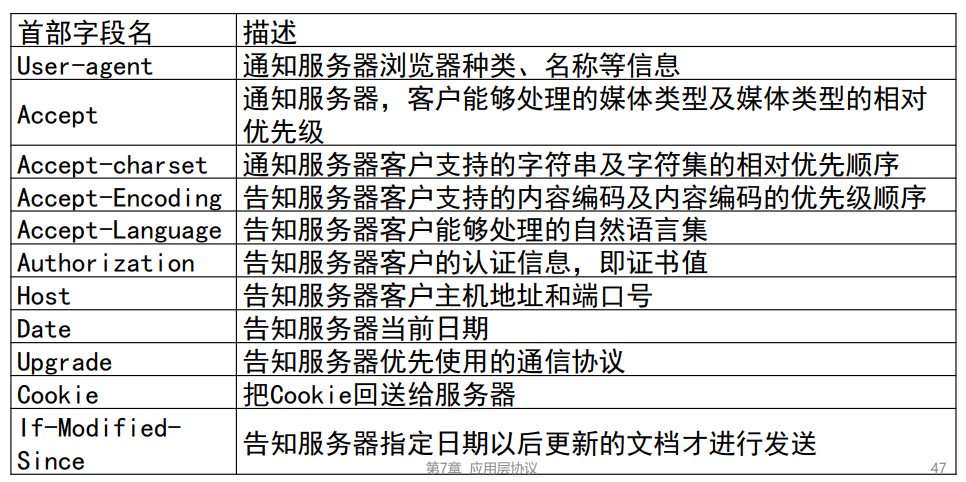 首部字段名 描述
User-agent 通知服务器浏览器种类、名称等信息
Accept 通知服务器，客户能够处理的媒体类型及媒体类型的相对
优先级
Accept-charset 通知服务器客户支持的字符串及字符集的相对优先顺序
Accept-Encoding 告知服务器客户支持的内容编码及内容编码的优先级顺序
Accept-Language 告知服务器客户能够处理的自然语言集
Authorization 告知服务器客户的认证信息，即证书值
Host 告知服务器客户主机地址和端口号
Date 告知服务器当前日期
Upgrade 告知服务器优先使用的通信协议
Cookie 把Cookie回送给服务器
If-Modified-
Since 告知服务器指定日期以后更新的文档才进行发送
第7章 应用层协议 47